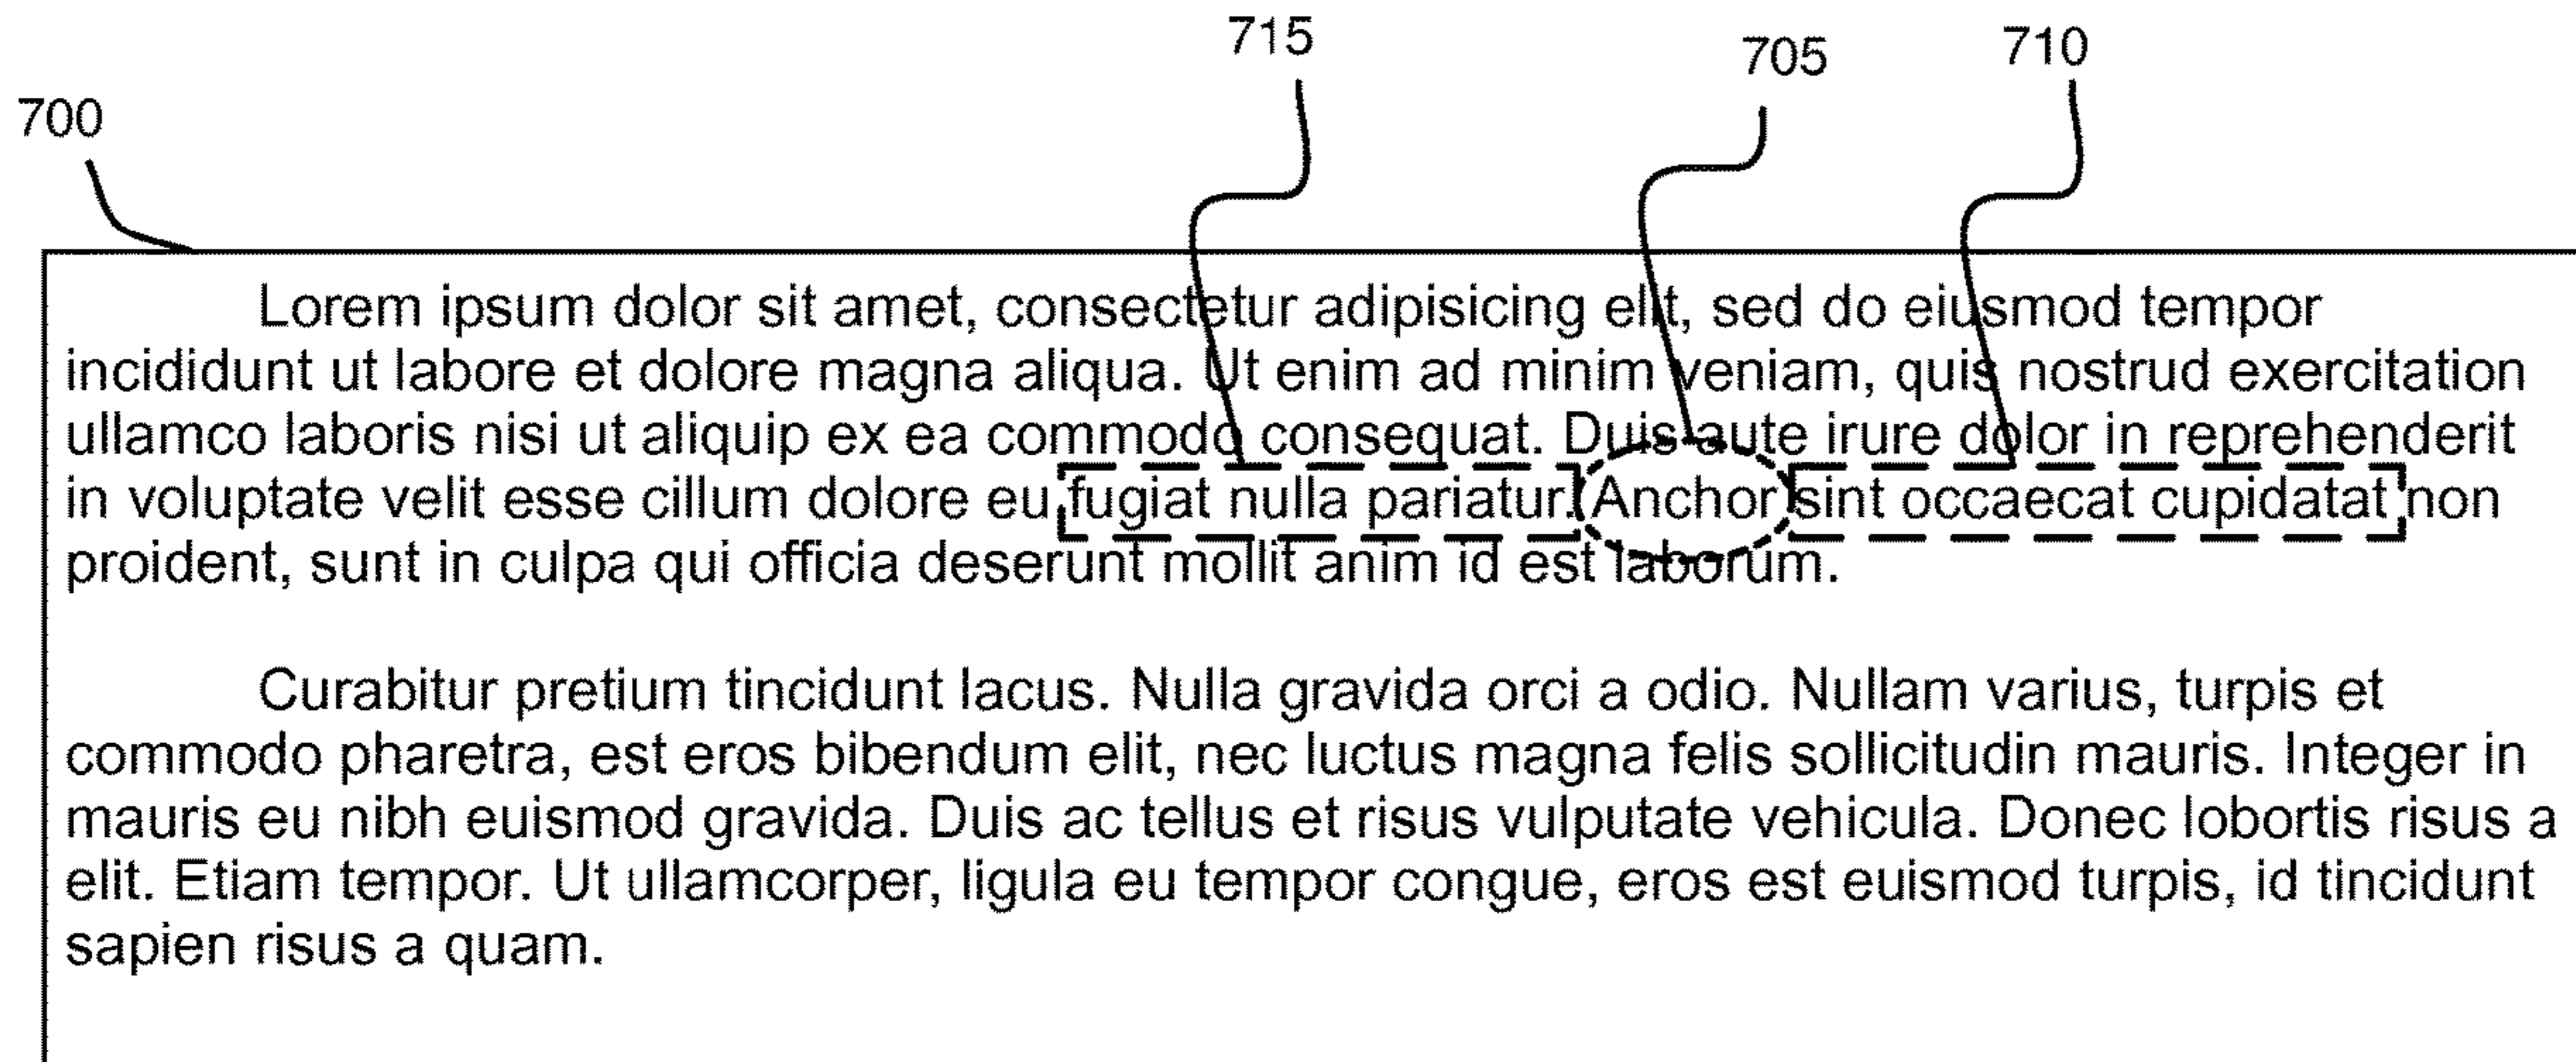 715
705
710
700
Lorem ipsum dolor sit amet, consectetur adipisicing elit, sed do eiusmod tempor
incididunt ut labore et dolore magna aliqua. Ut enim ad minim veniam, quis nostrud exercitation
ullamco laboris nisi ut aliquip ex ea commodo consequat. Duis aute irure dolor in reprehenderit
in voluptate velit esse cillum dolore eu fugiat nulla pariatur. Anchor sint occaecat cupidatat non
proident, sunt in culpa qui officia deserunt mollit anim id est laborum.
Curabitur pretium tincidunt lacus. Nulla gravida orci a odio. Nullam varius, turpis et
commodo pharetra, est eros bibendum elit, nec luctus magna felis sollicitudin mauris. Integer in
mauris eu nibh euismod gravida. Duis ac tellus et risus vulputate vehicula. Donec lobortis risus a
elit. Etiam tempor. Ut ullamcorper, ligula eu tempor congue, eros est euismod turpis, id tincidunt
sapien risus a quam.